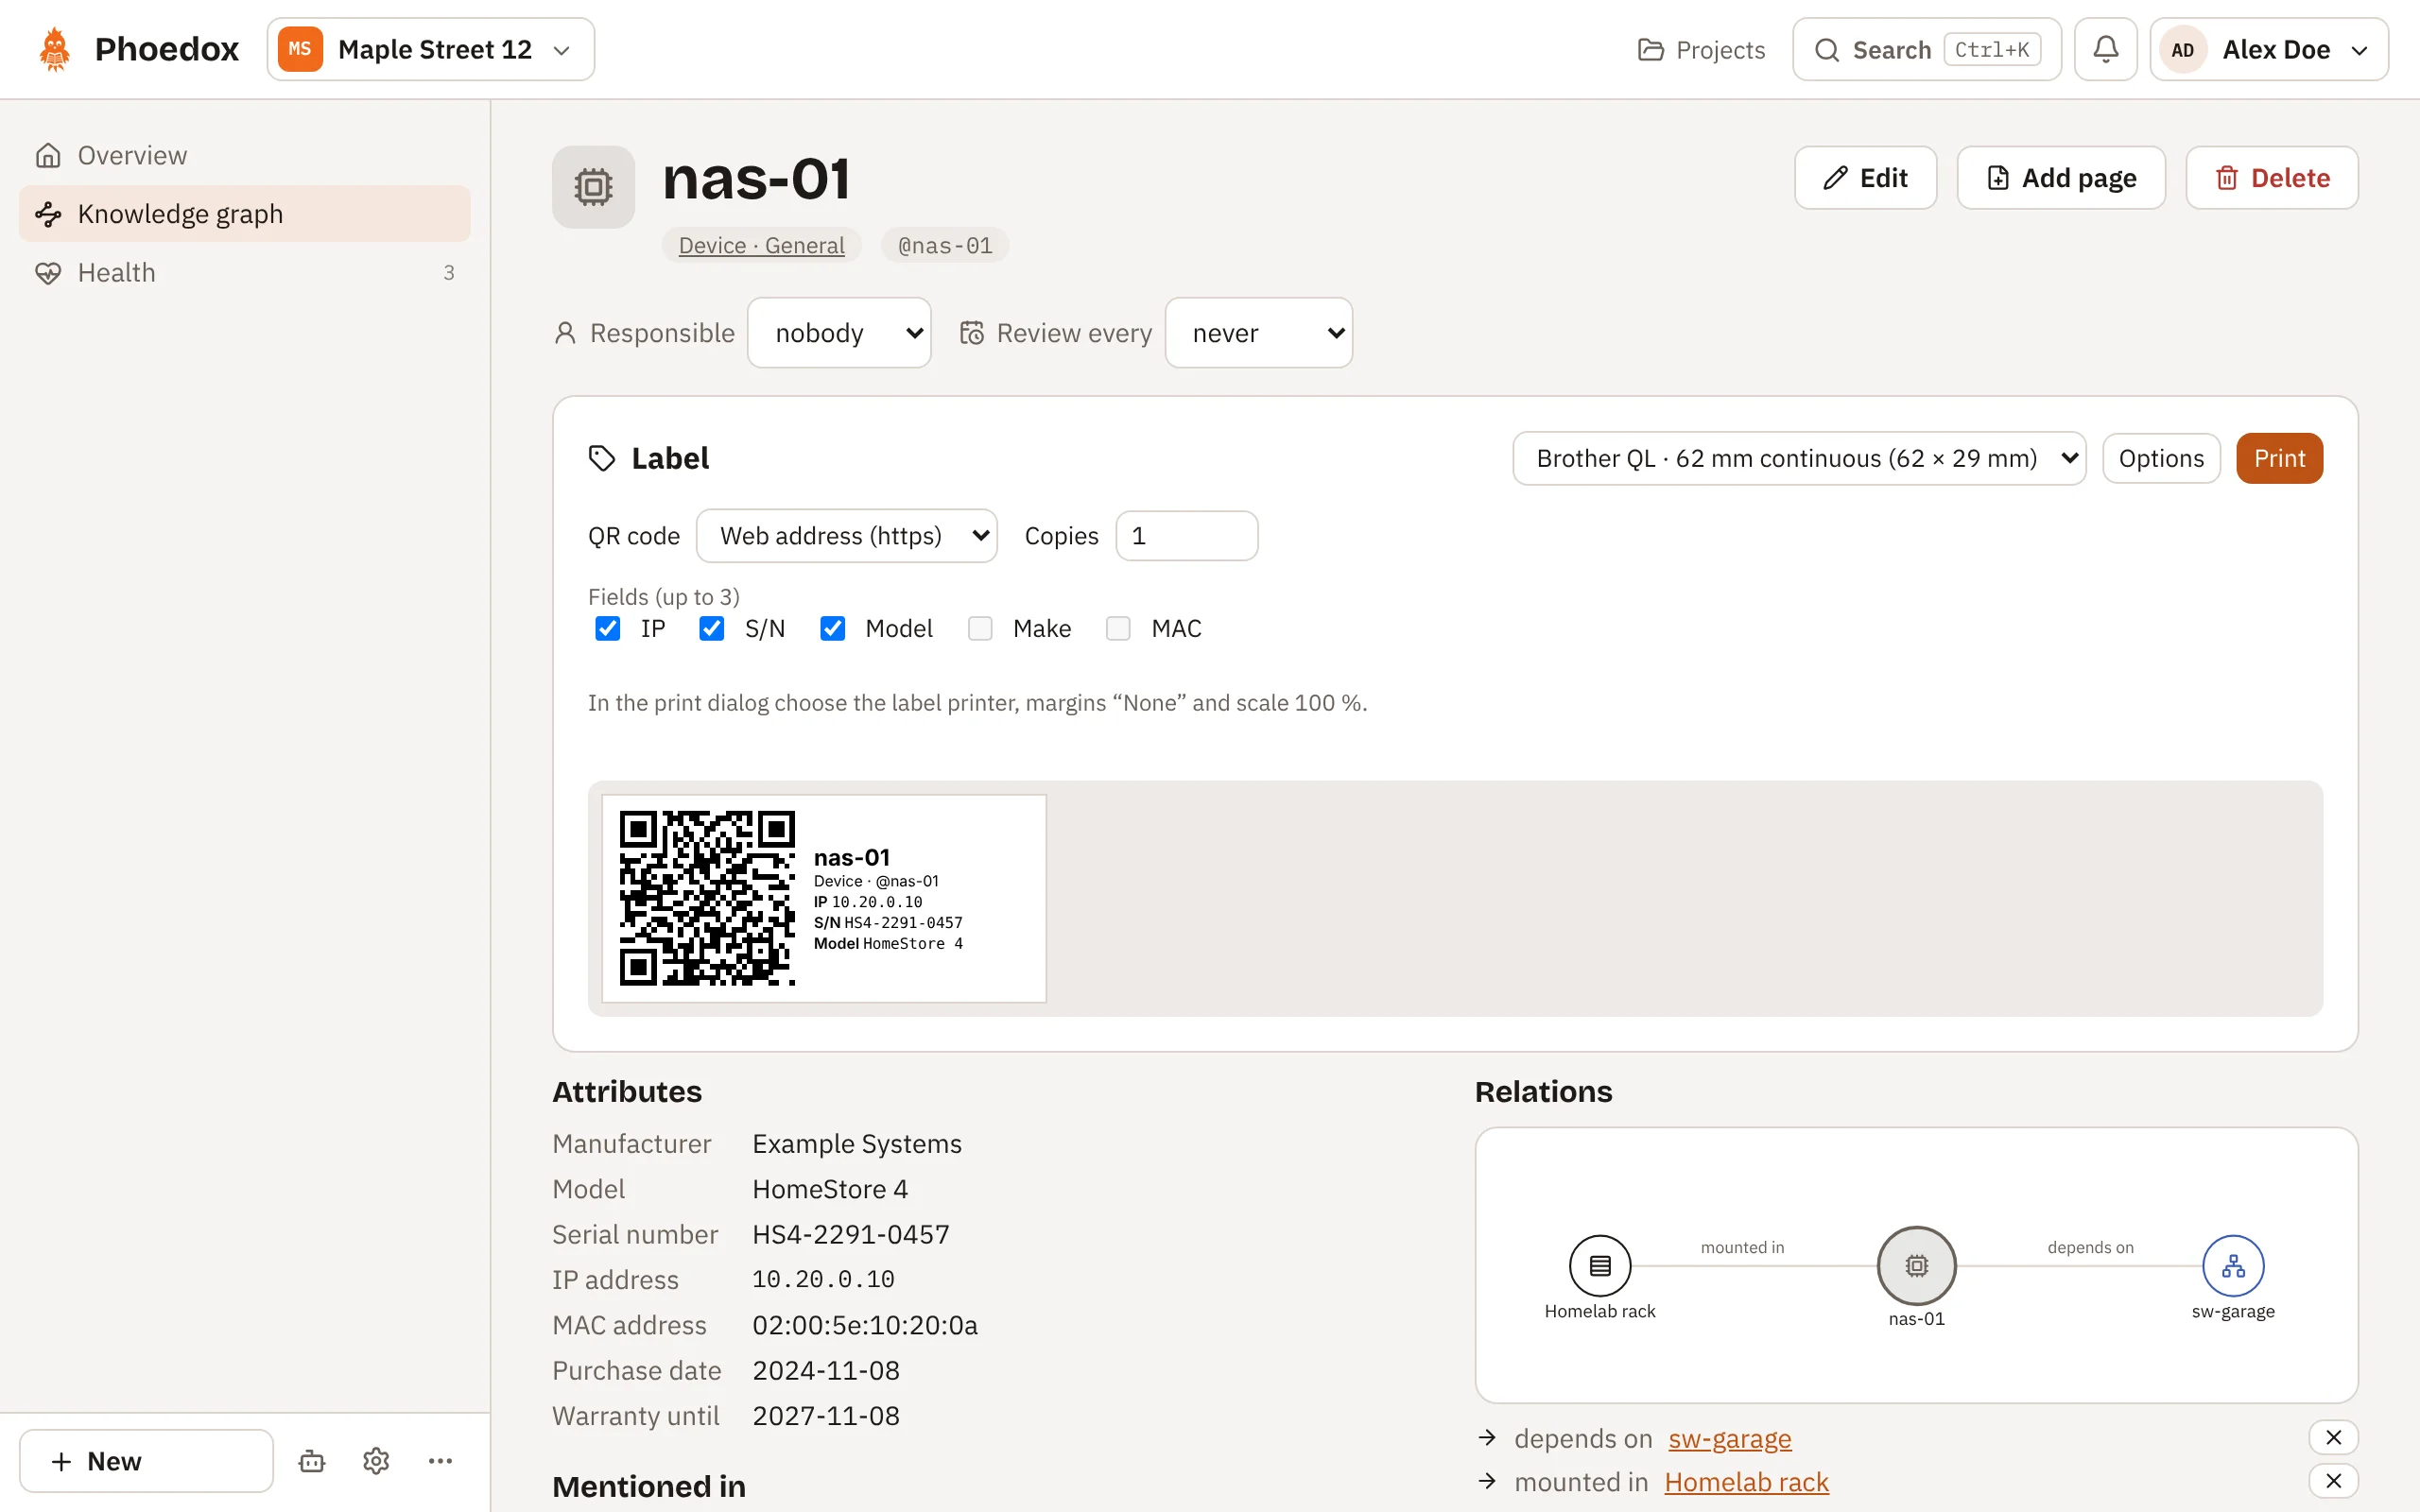 Phoedox
MS Maple Street 12
Projects
Search Ctrl+K
AD Alex Doe
Overview
Knowledge graph
Health 3
nas-01
Device · General @nas-01
Edit
Add page
Delete
Responsible nobody Review every never
Label
Brother QL · 62 mm continuous (62 × 29 mm) Options Print
QR code Web address (https) Copies 1
Fields (up to 3)
IP S/N Model Make MAC
In the print dialog choose the label printer, margins “None” and scale 100 %.
nas-01
Device · @nas-01
IP 10.20.0.10
S/N HS4-2291-0457
Model HomeStore 4
Attributes
Manufacturer Example Systems
Model HomeStore 4
Serial number HS4-2291-0457
IP address 10.20.0.10
MAC address 02:00:5e:10:20:0a
Purchase date 2024-11-08
Warranty until 2027-11-08
Mentioned in
Relations
mounted in depends on
Homelab rack nas-01 sw-garage
→ depends on sw-garage
→ mounted in Homelab rack
+ New